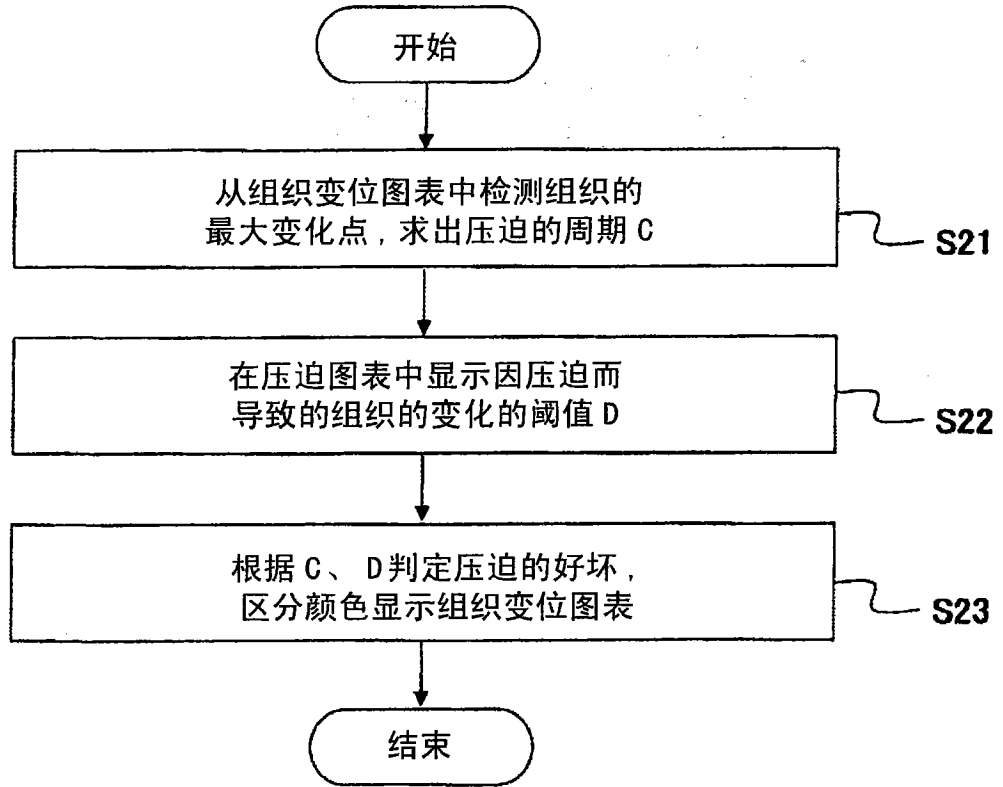 开始
从组织变位图表中检测组织的
最大变化点,求出压迫的周期 C
S21
在压迫图表中显示因压迫而
导致的组织的变化的阈值 D
S22
根据 C、D判定压迫的好坏,
区分颜色显示组织变位图表
S23
结束